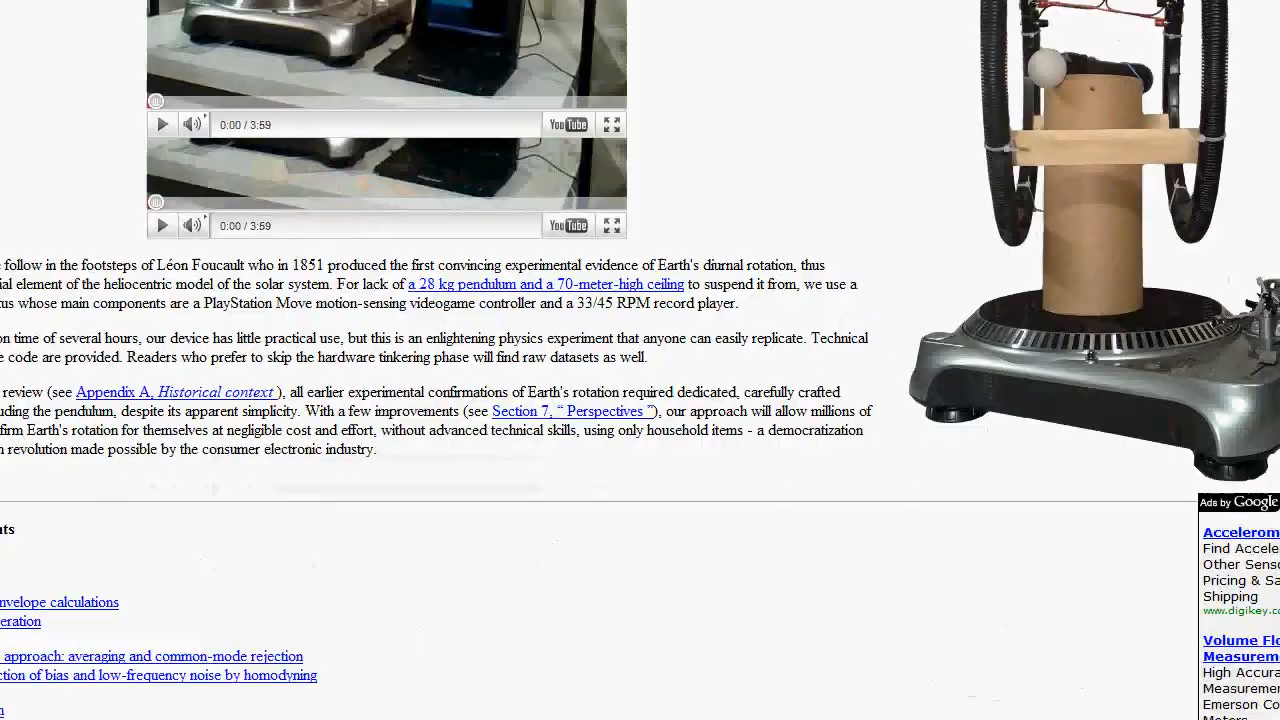 0:00 / 3:59
YouTube
0:00 / 3:59
YouTube
follow in the footsteps of Léon Foucault who in 1851 produced the first convincing experimental evidence of Earth's diurnal rotation, thus
ial element of the heliocentric model of the solar system. For lack of a 28 kg pendulum and a 70-meter-high ceiling to suspend it from, we use a
tus whose main components are a PlayStation Move motion-sensing videogame controller and a 33/45 RPM record player.
on time of several hours, our device has little practical use, but this is an enlightening physics experiment that anyone can easily replicate. Technical
e code are provided. Readers who prefer to skip the hardware tinkering phase will find raw datasets as well.
review (see Appendix A, Historical context ), all earlier experimental confirmations of Earth's rotation required dedicated, carefully crafted
uding the pendulum, despite its apparent simplicity. With a few improvements (see Section 7, “ Perspectives ”), our approach will allow millions of
firm Earth's rotation for themselves at negligible cost and effort, without advanced technical skills, using only household items - a democratization
n revolution made possible by the consumer electronic industry.
nts
nvelope calculations
eration
approach: averaging and common-mode rejection
ction of bias and low-frequency noise by homodyning
n
Ads by Google
Accelerom
Find Accele
Other Senso
Pricing & Sa
Shipping
www.digikey.co
Volume Flo
Measurem
High Accura
Measuremen
Emerson Co
Meters